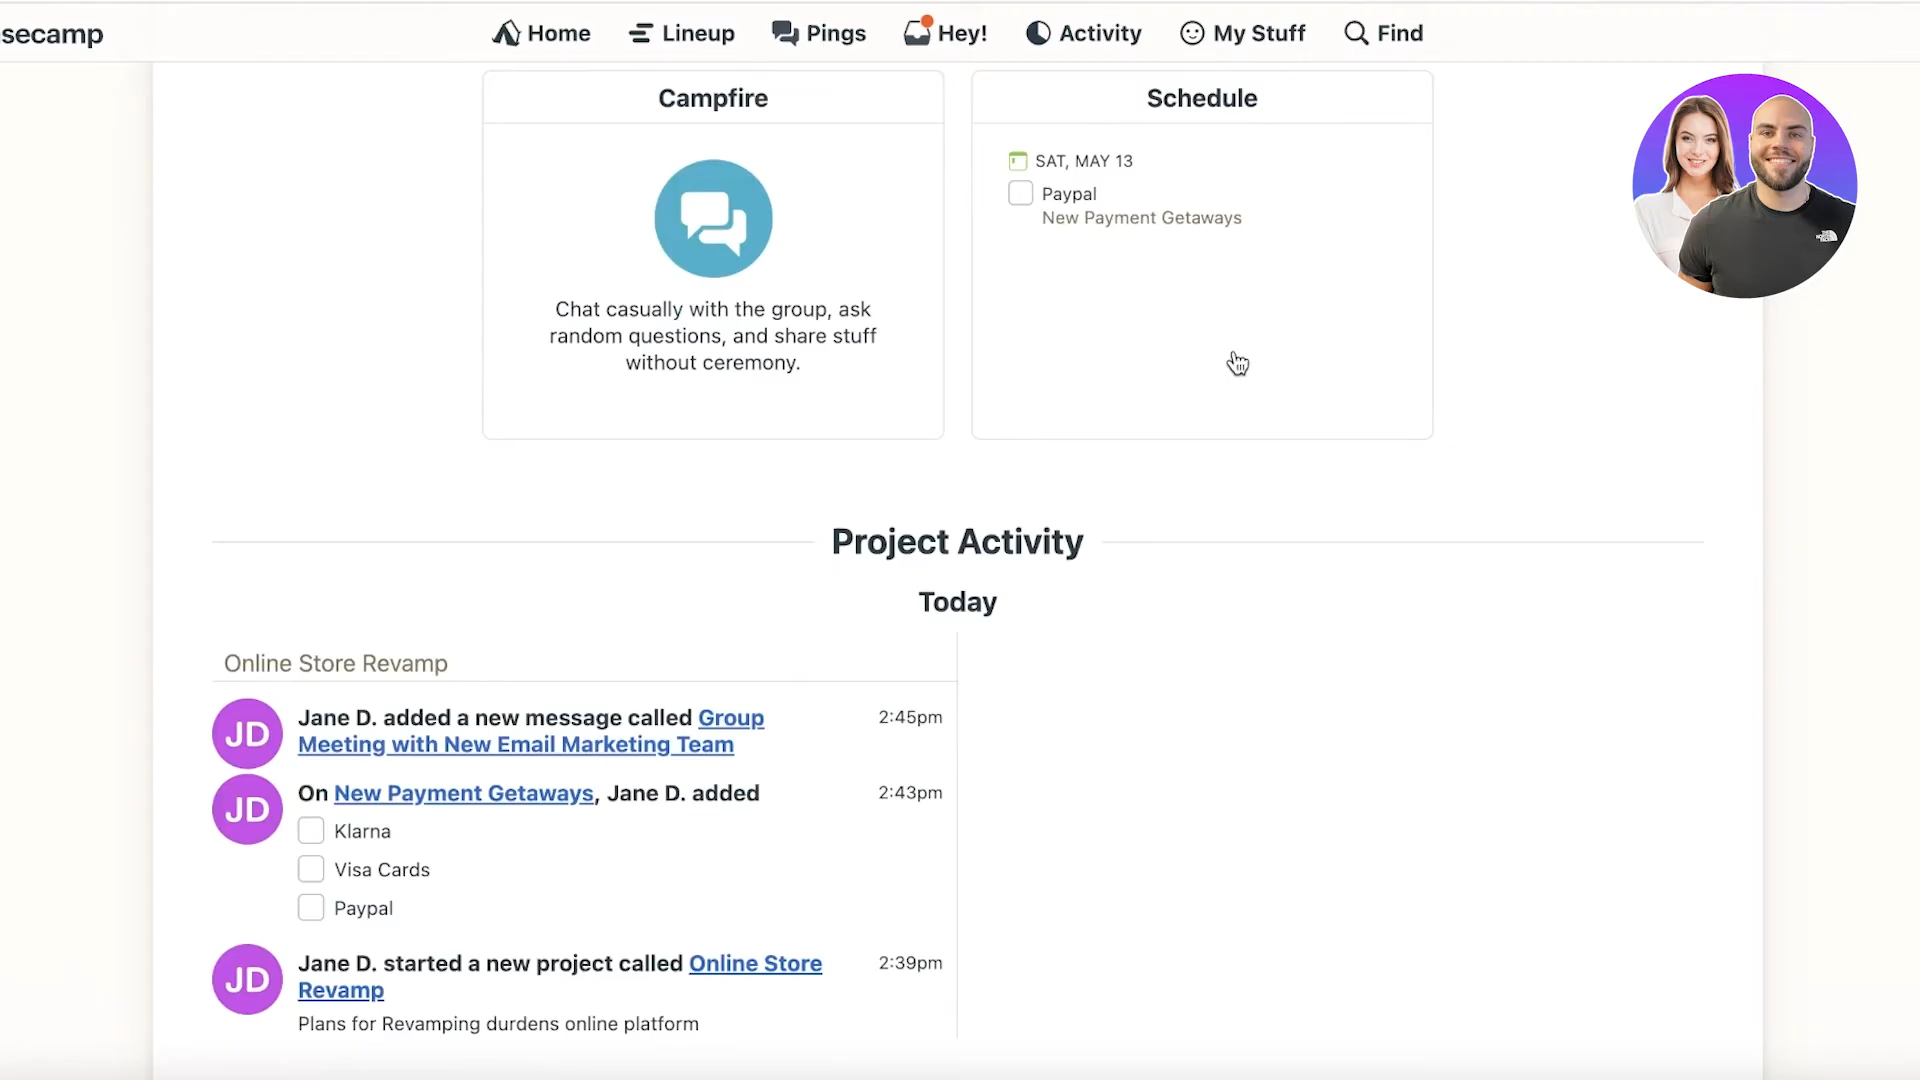 secamp
Home
Lineup
Pings
Hey!
Activity
My Stuff
Find
Campfire
Chat casually with the group, ask
random questions, and share stuff
without ceremony.
Schedule
SAT, MAY 13
Paypal
New Payment Getaways
THE NORTH FACE
Project Activity
Today
Online Store Revamp
JD
Jane D. added a new message called Group
Meeting with New Email Marketing Team
2:45pm
JD
On New Payment Getaways, Jane D. added
2:43pm
Klarna
Visa Cards
Paypal
JD
Jane D. started a new project called Online Store
Revamp
2:39pm
Plans for Revamping durdens online platform